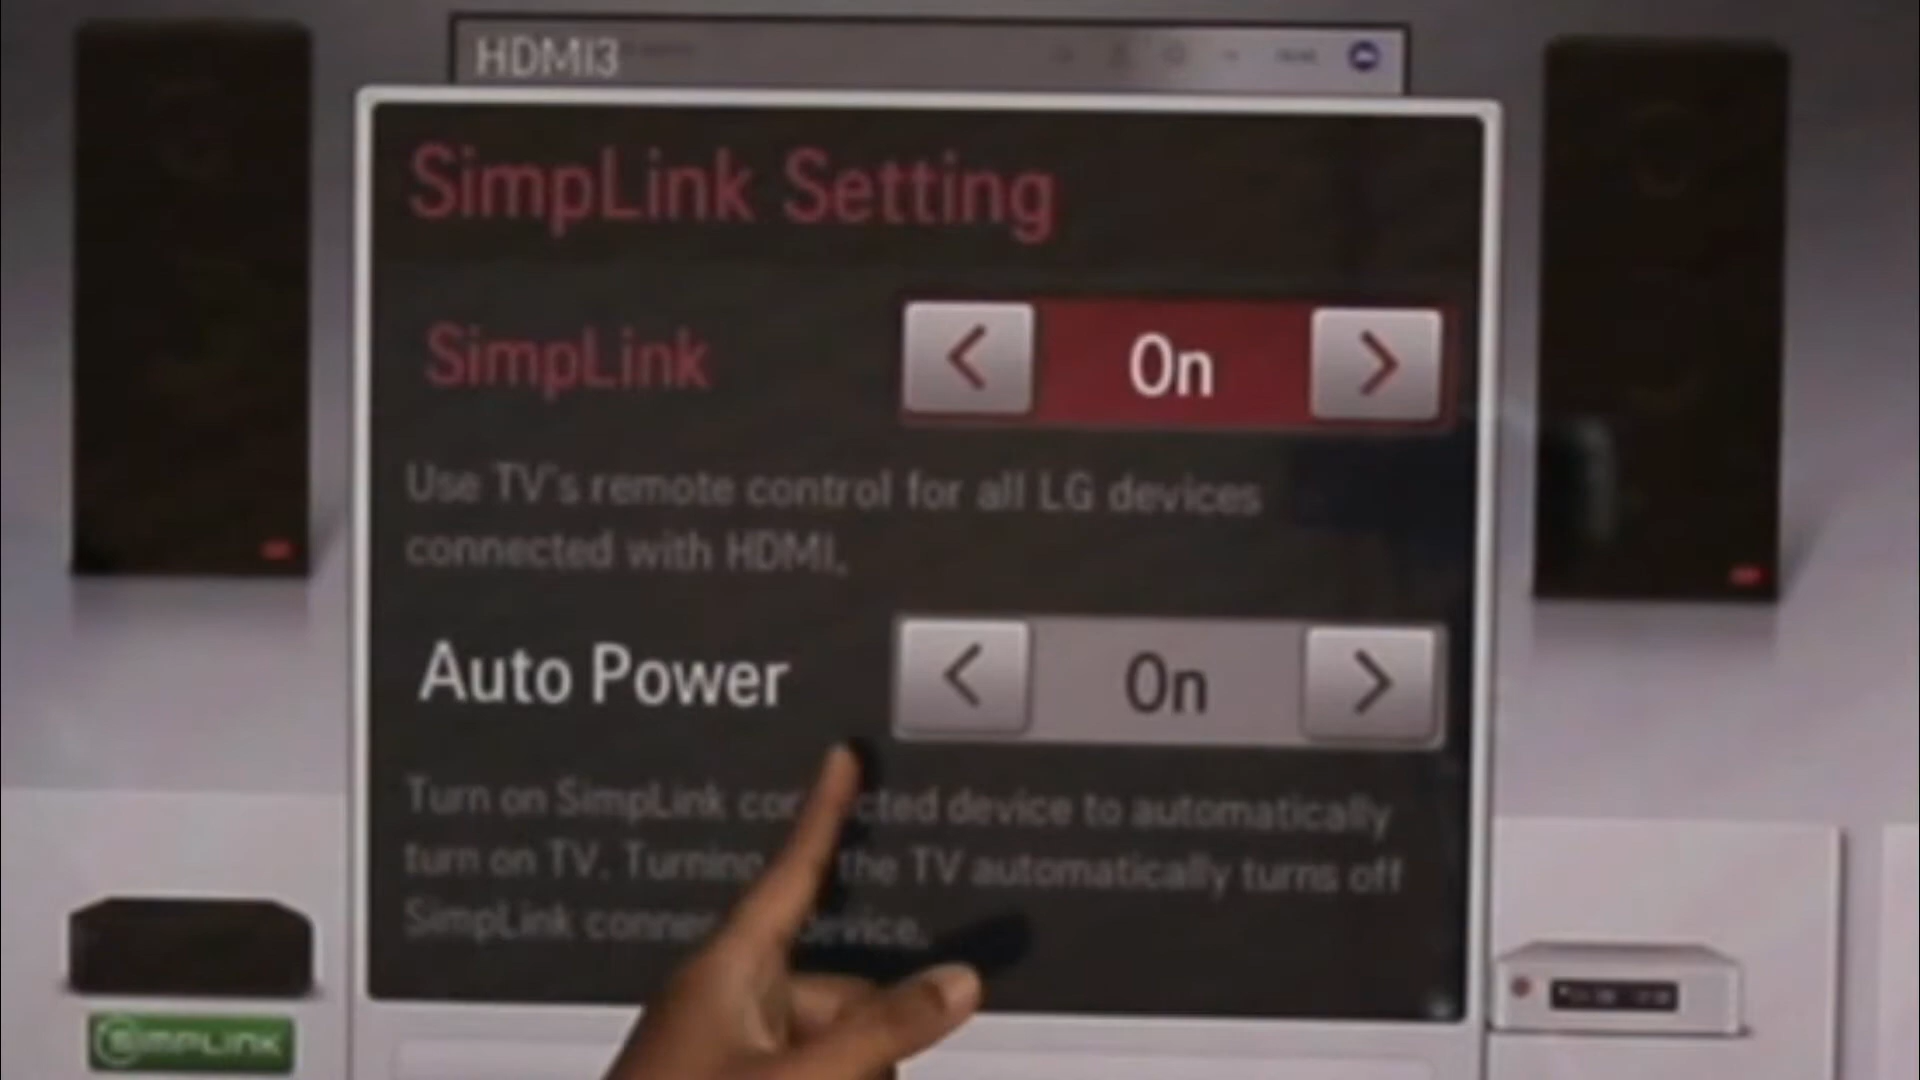 HDMI3
SimpLink Setting
SimpLink
On
Use TV's remote control for all LG devices
connected with HDMI.
Auto Power
On
Turn on SimpLink device to automatically
turn on TV. Turning the TV automatically turns off
SimpLink device.
SIMPLINK